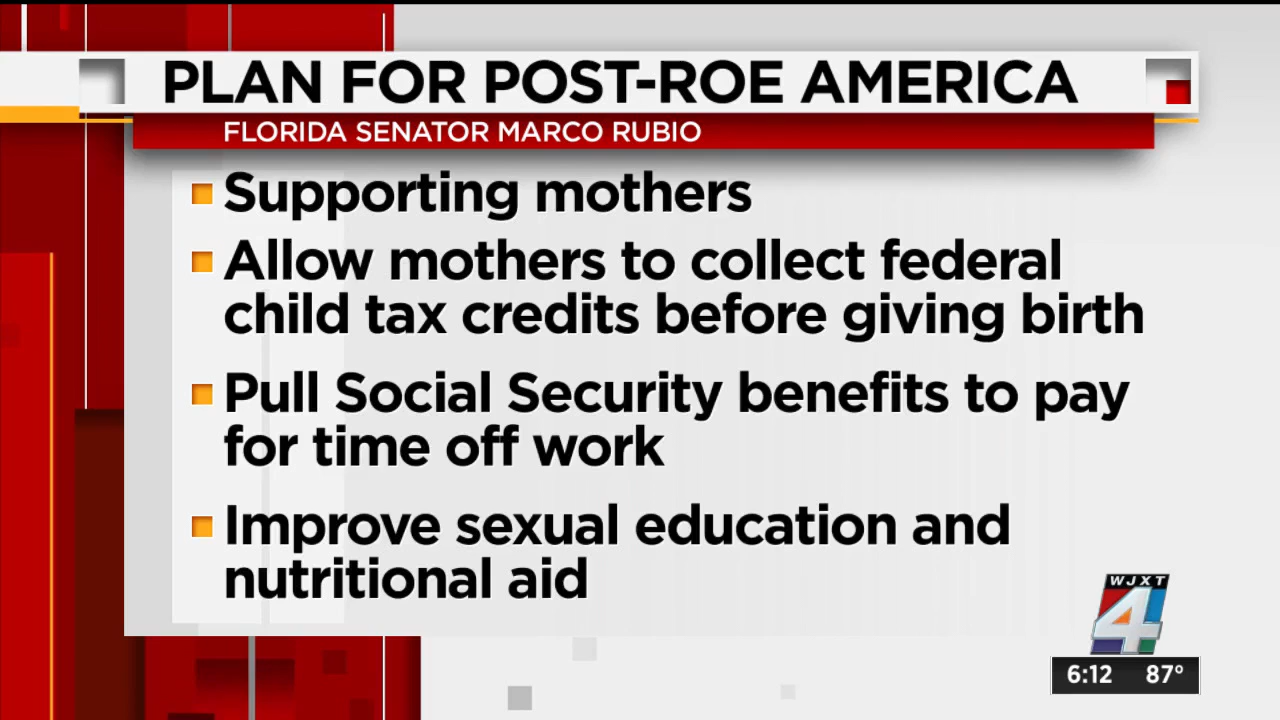 PLAN FOR POST-ROE AMERICA
FLORIDA SENATOR MARCO RUBIO
Supporting mothers
Allow mothers to collect federal
child tax credits before giving birth
Pull Social Security benefits to pay
for time off work
Improve sexual education and
nutritional aid
WJXT
4
6:12 87°